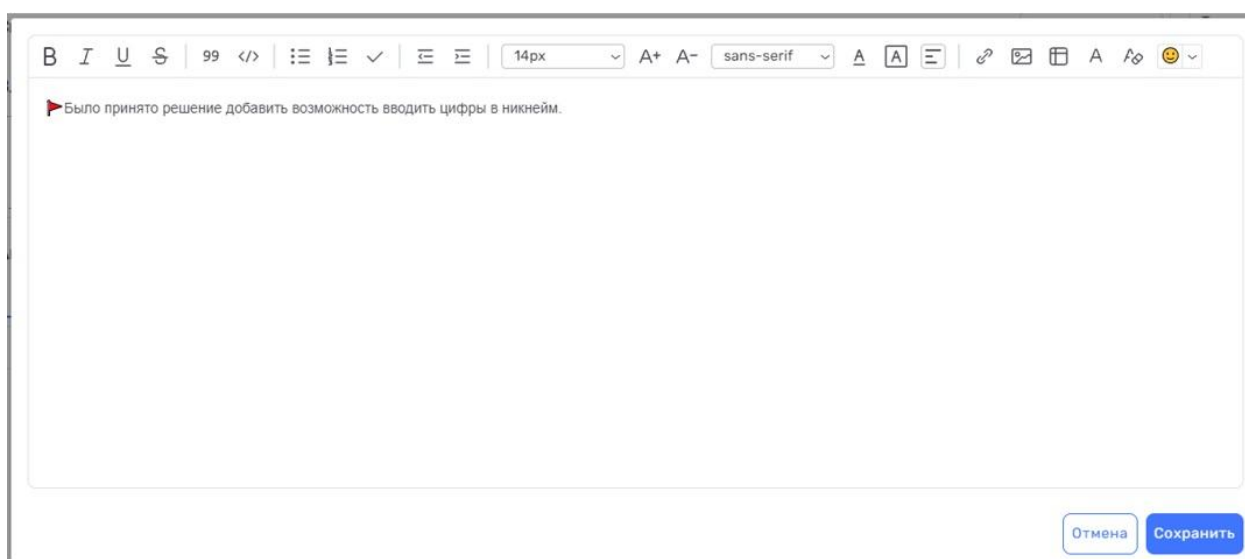 B I U S 99 </> 14px A+ A- sans-serif A A A
Было принято решение добавить возможность вводить цифры в никнейм.
Отмена Сохранить